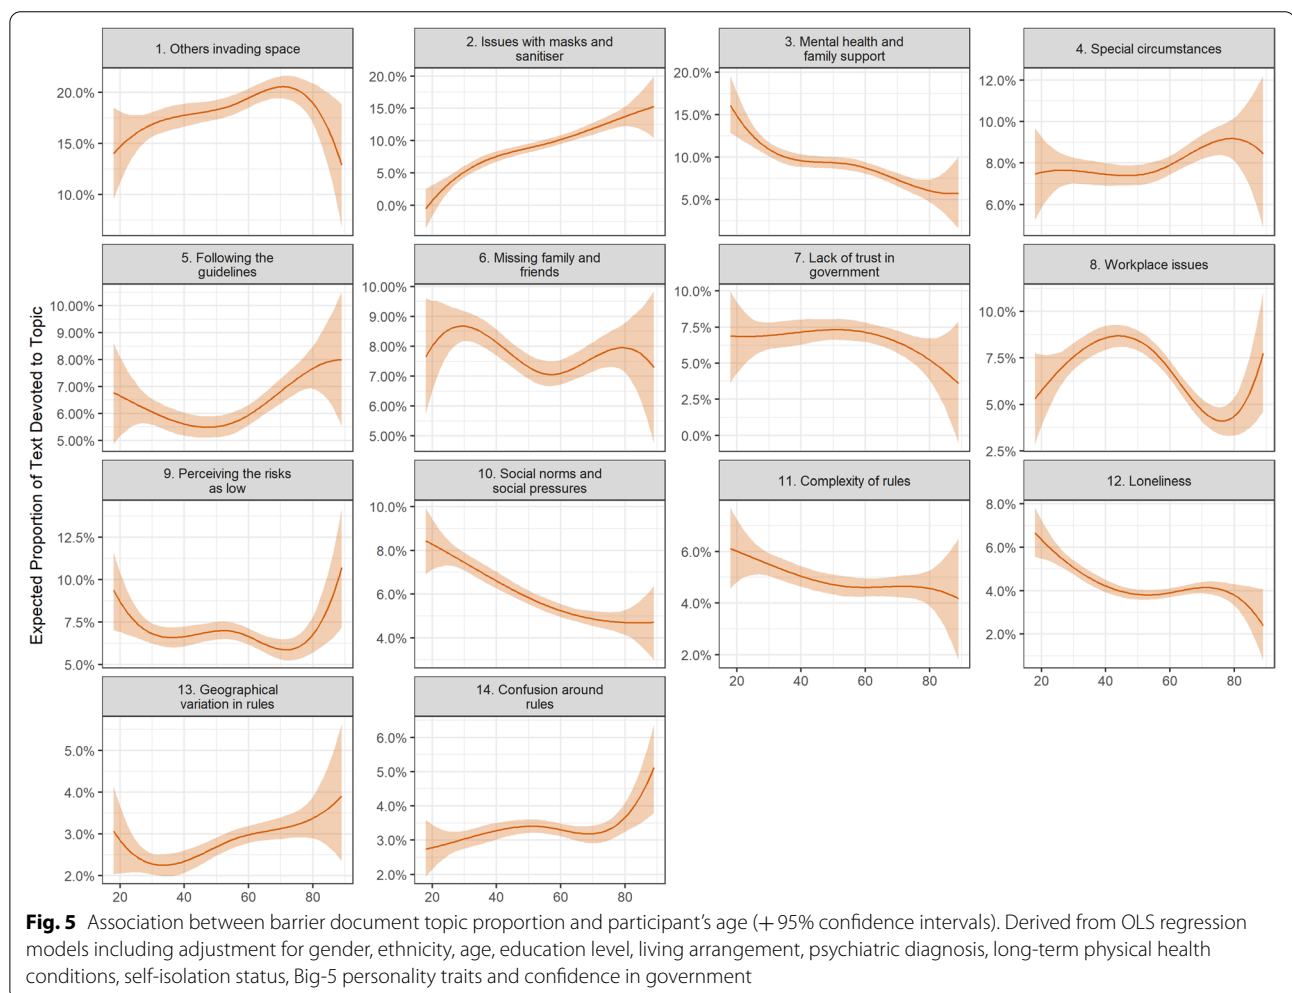 1. Others invading space
2. Issues with masks and
sanitiser
3. Mental health and
family support
4. Special circumstances
20.0%
15.0%
10.0%
20.0%
15.0%
10.0%
5.0%
0.0%
20.0%
15.0%
10.0%
5.0%
12.0%
10.0%
8.0%
6.0%
5. Following the
guidelines
6. Missing family and
friends
7. Lack of trust in
government
8. Workplace issues
10.00%
9.00%
8.00%
7.00%
6.00%
5.00%
10.00%
9.00%
8.00%
7.00%
6.00%
5.00%
10.0%
7.5%
5.0%
2.5%
0.0%
10.0%
7.5%
5.0%
2.5%
Expected Proportion of Text Devoted to Topic
9. Perceiving the risks
as low
10. Social norms and
social pressures
11. Complexity of rules
12. Loneliness
12.5%
10.0%
7.5%
5.0%
10.0%
8.0%
6.0%
4.0%
6.0%
4.0%
2.0%
8.0%
6.0%
4.0%
2.0%
20 40 60 80
20 40 60 80
13. Geographical
variation in rules
14. Confusion around
rules
5.0%
4.0%
3.0%
2.0%
6.0%
5.0%
4.0%
3.0%
2.0%
20 40 60 80
20 40 60 80
Fig. 5 Association between barrier document topic proportion and participant's age (+ 95% confidence intervals). Derived from OLS regression
models including adjustment for gender, ethnicity, age, education level, living arrangement, psychiatric diagnosis, long-term physical health
conditions, self-isolation status, Big-5 personality traits and confidence in government